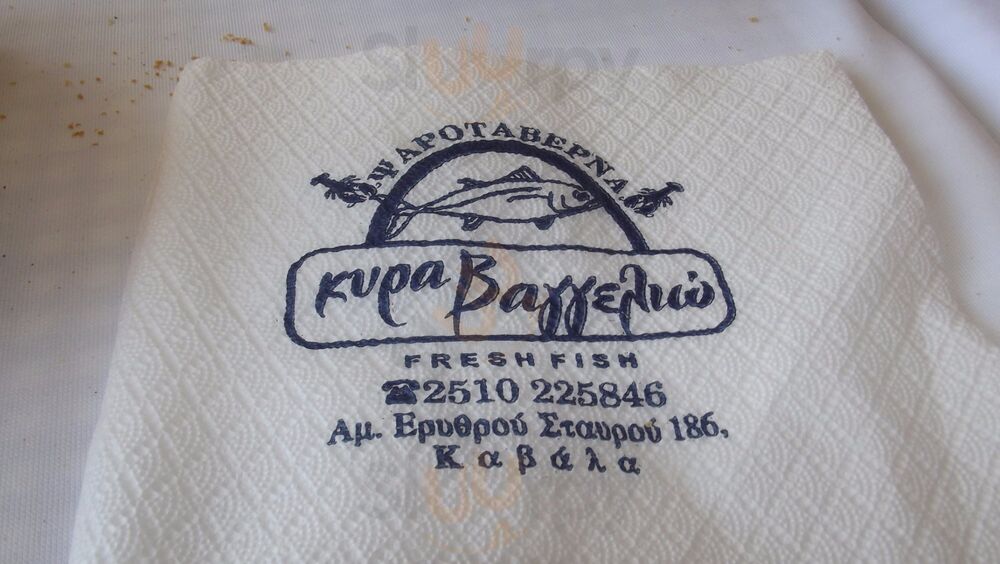 ΨΑΡΟΤΑΒΕΡΝΑ
κυρα Βαγγελιώ
FRESH FISH
☎2510 225846
Αμ. Ερυθρού Σταυρού 186,
Καβάλα